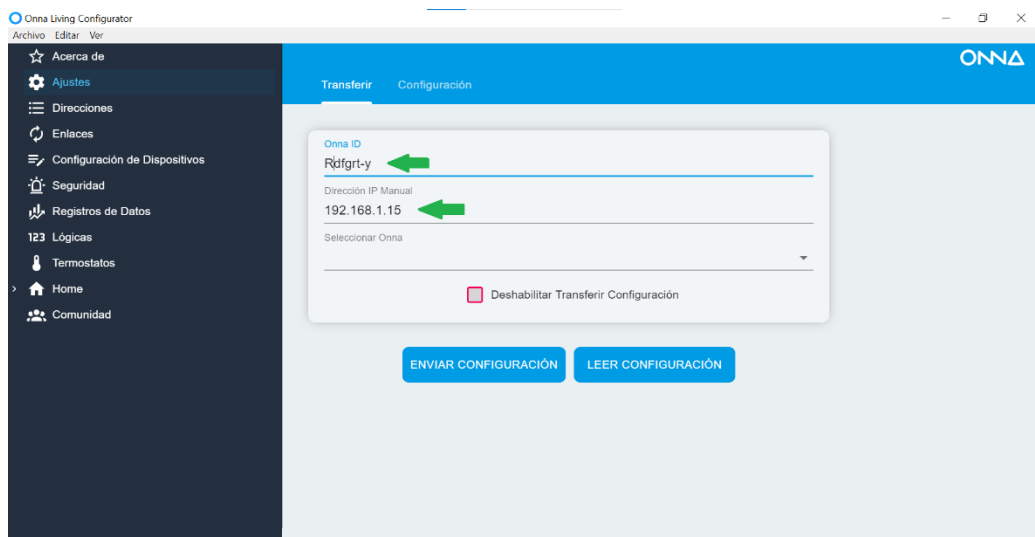 Onna Living Configurator
Archivo Editar Ver
Acerca de
Ajustes
Direcciones
Enlaces
Configuración de Dispositivos
Seguridad
Registros de Datos
123 Lógicas
Termostatos
Home
Comunidad
ONNA
Transferir Configuración
Onna ID
Rdfgrt-y
Dirección IP Manual
192.168.1.15
Seleccionar Onna
Deshabilitar Transferir Configuración
ENVIAR CONFIGURACIÓN LEER CONFIGURACIÓN